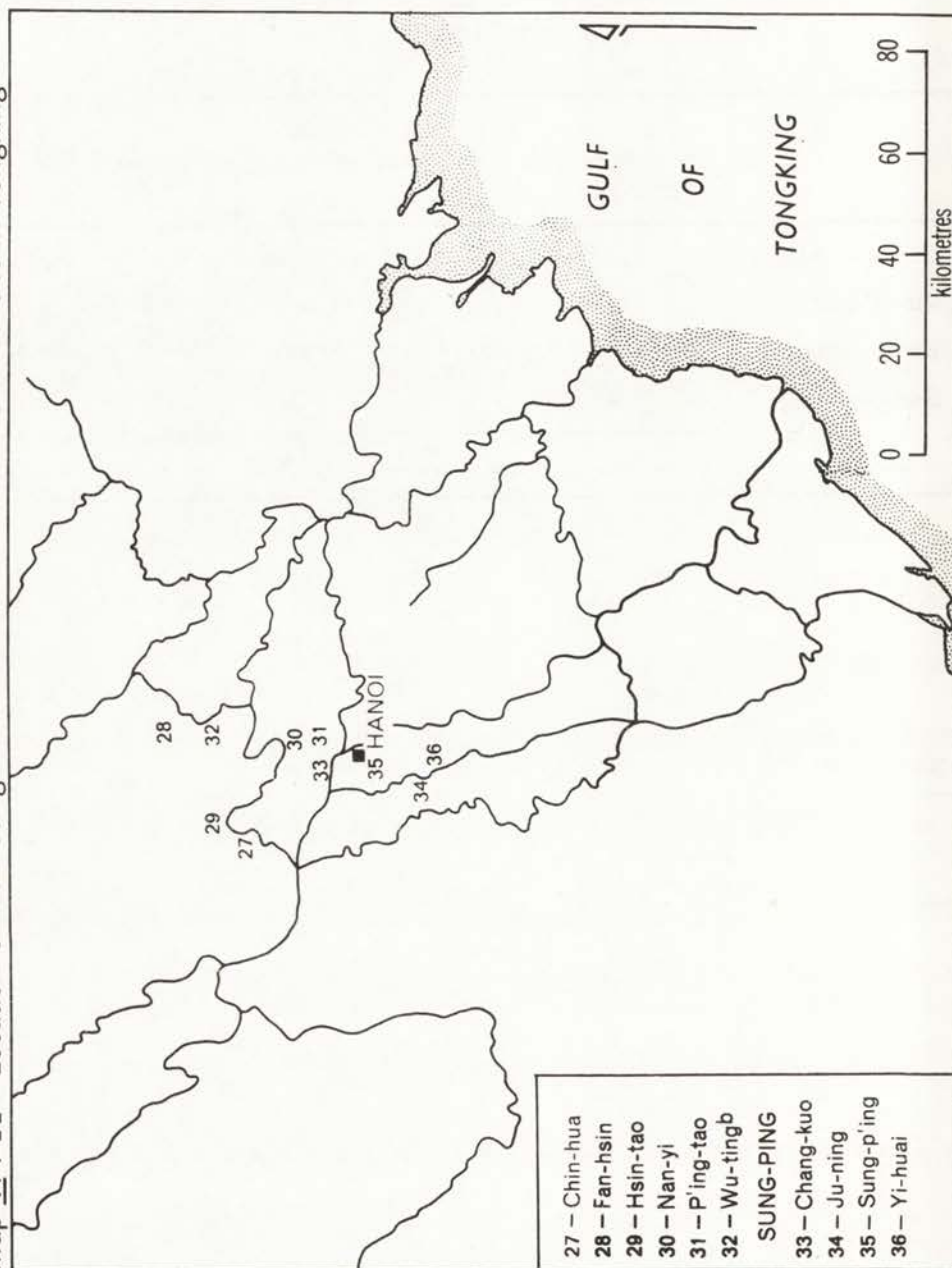 GULF
OF
TONGKING
28
32
29
27
30
31
33
35 HANOI
34
36
0 20 40 60 80
kilometres
27 – Chin-hua
28 – Fan-hsin
29 – Hsin-tao
30 – Nan-yi
31 – P'ing-tao
32 – Wu-tingb
SUNG-PING
33 – Chang-kuo
34 – Ju-ning
35 – Sung-p'ing
36 – Yi-huai